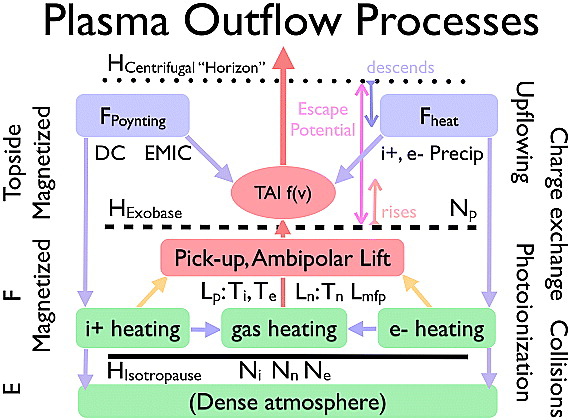 Plasma Outflow Processes
HCentrifugal "Horizon"
descends
FPoynting
Escape
Potential
Fheat
DC EMIC
i+, e- Precip
TAI f(v)
rises
HExobase
Np
Pick-up, Ambipolar Lift
Lp:Ti,Te Ln:Tn Lmfp
i+ heating
gas heating
e- heating
HIsotropause
Ni Nn Ne
(Dense atmosphere)
Topside
Magnetized
F
Magnetized
E
Upflowing
Charge exchange
Photoionization
Collisions